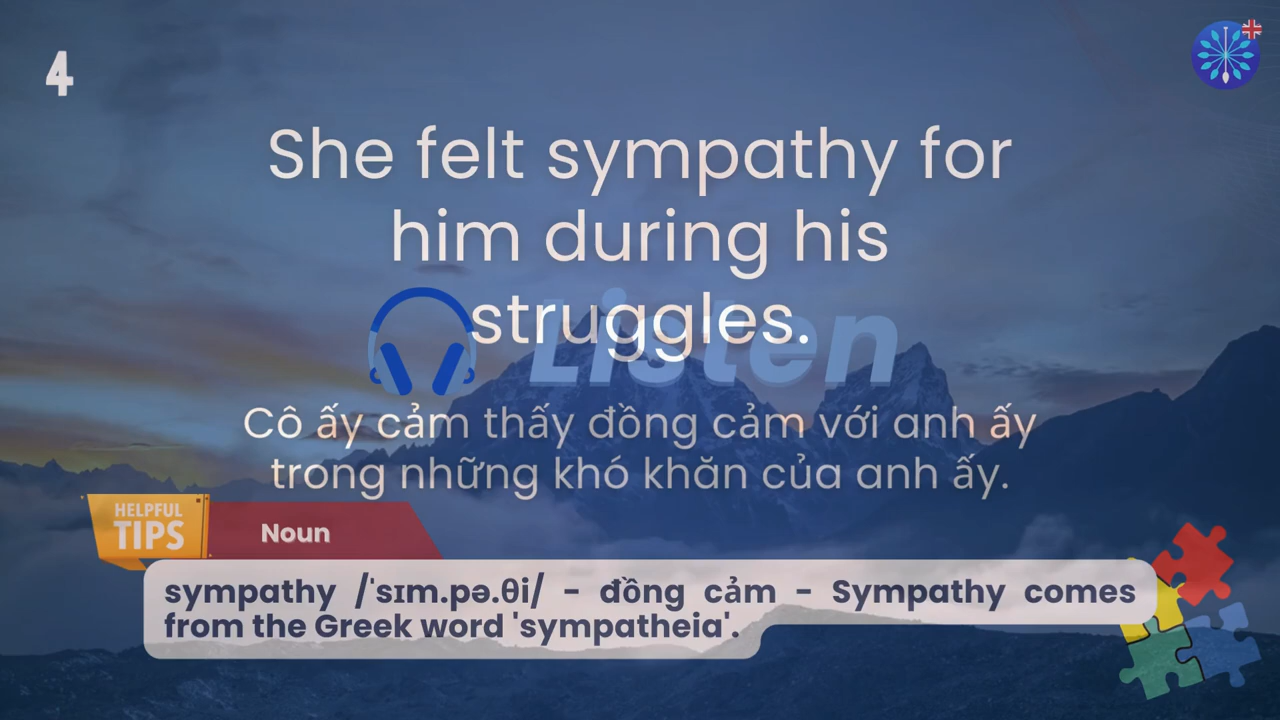 4
She felt sympathy for
him during his
struggles.
Listen
Cô ấy cảm thấy đồng cảm với anh ấy
trong những khó khăn của anh ấy.
HELPFUL
TIPS
Noun
sympathy /ˈsɪm.pə.θi/ - đồng cảm - Sympathy comes
from the Greek word 'sympatheia'.